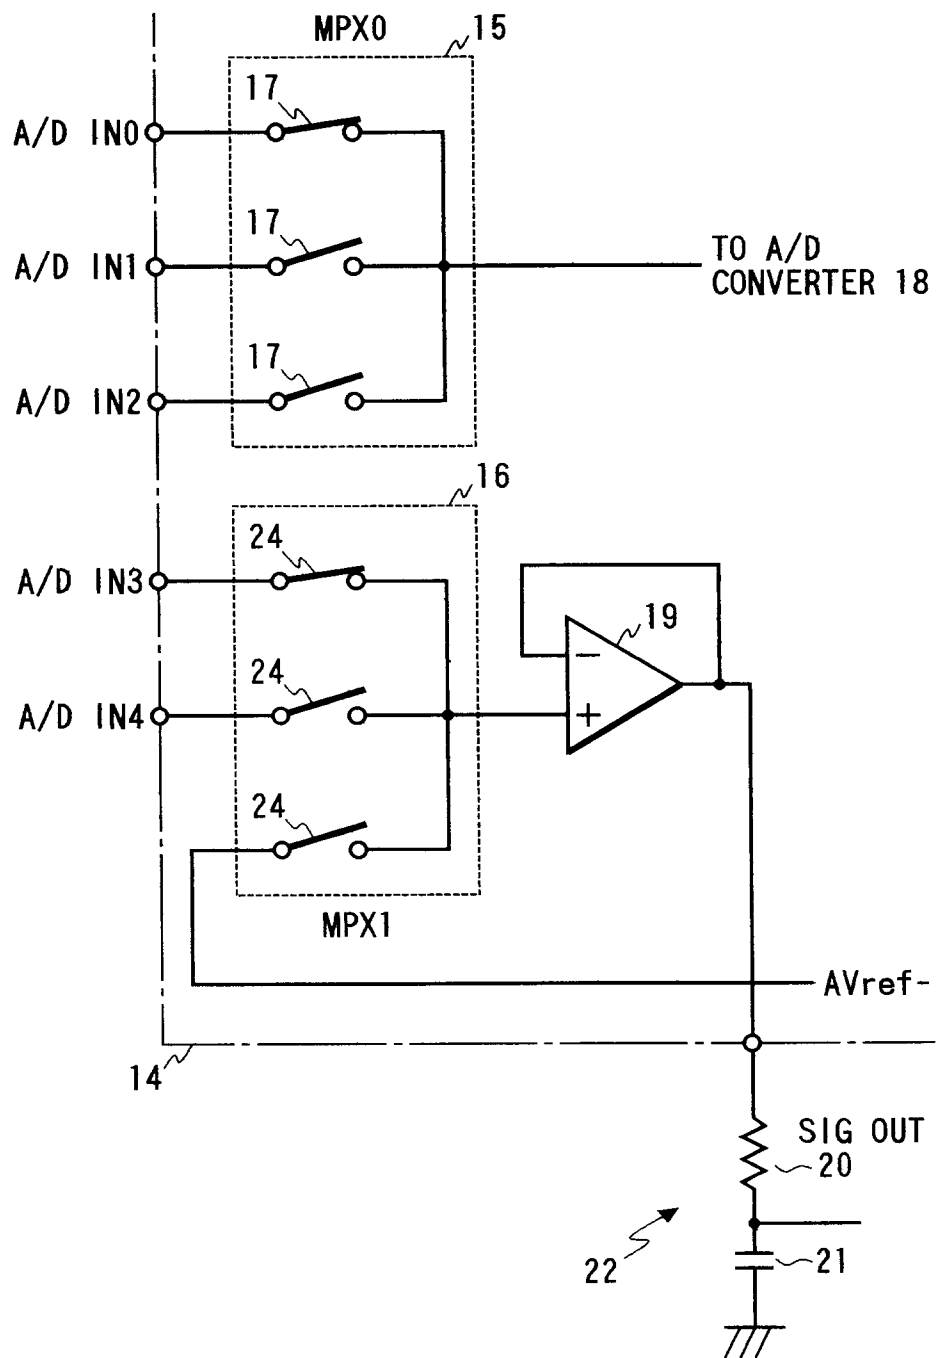 MPX0
15
17
A/D IN0
17
A/D IN1
TO A/D
CONVERTER 18
17
A/D IN2
16
24
A/D IN3
19
−
24
A/D IN4
+
24
MPX1
AVref-
14
SIG OUT
20
22
21